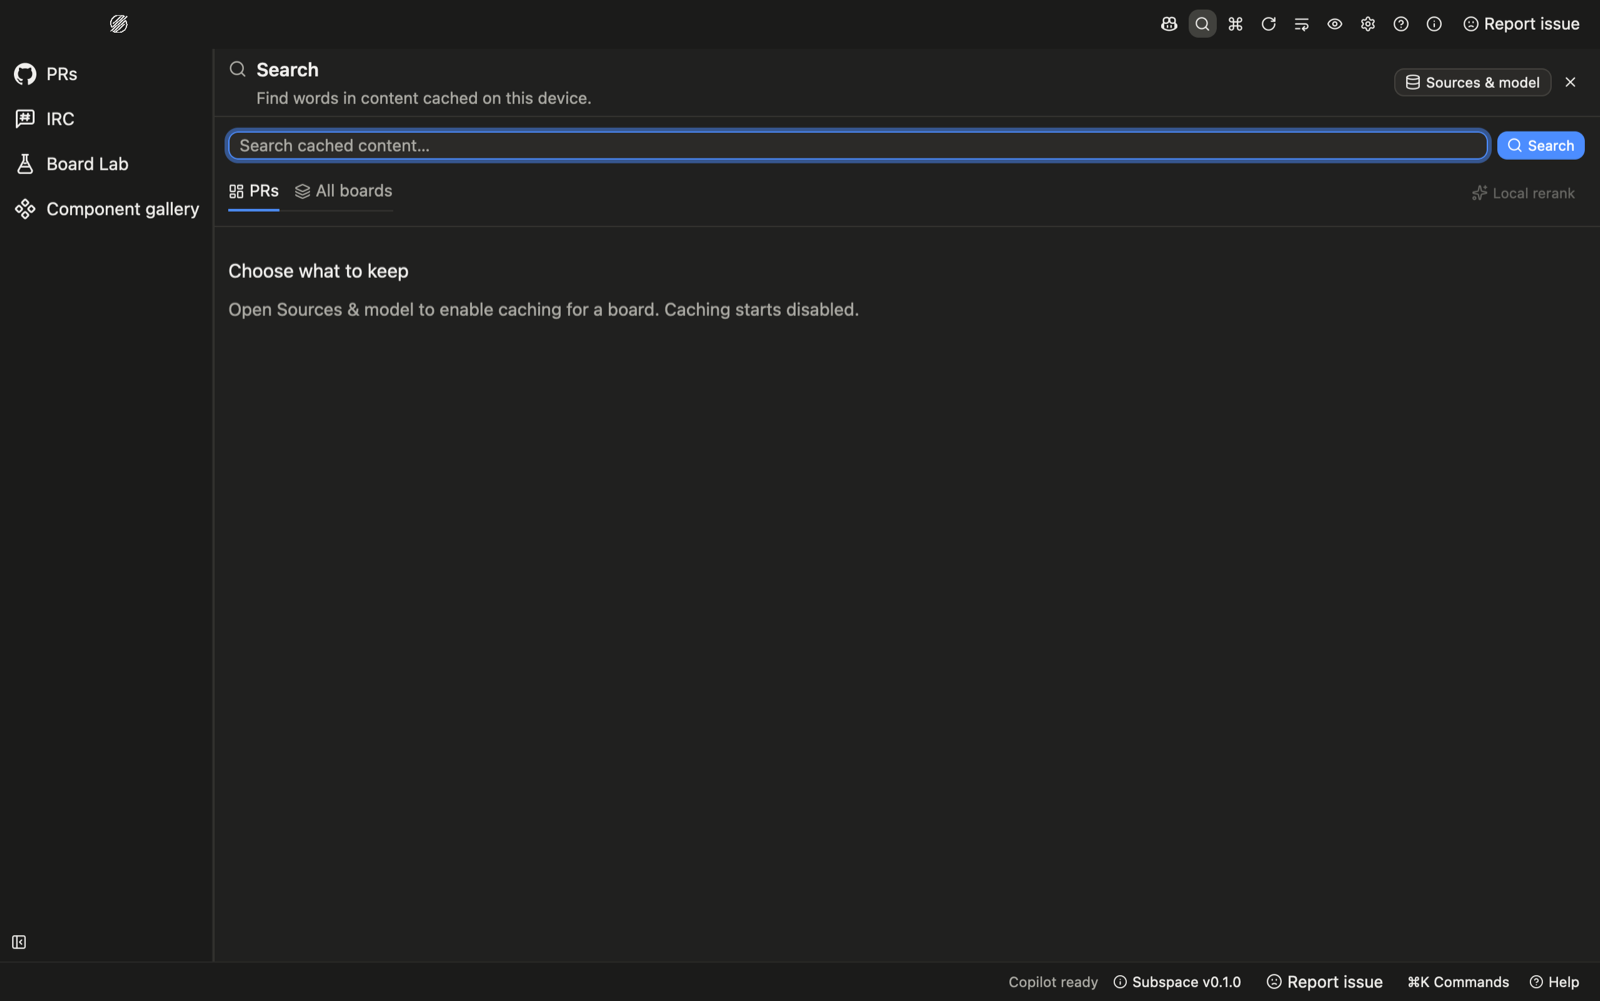 Report issue
PRs
IRC
Board Lab
Component gallery
Search
Find words in content cached on this device.
Sources & model
Search cached content...
Search
PRs
All boards
Local rerank
Choose what to keep
Open Sources & model to enable caching for a board. Caching starts disabled.
Copilot ready
Subspace v0.1.0
Report issue
⌘K Commands
Help